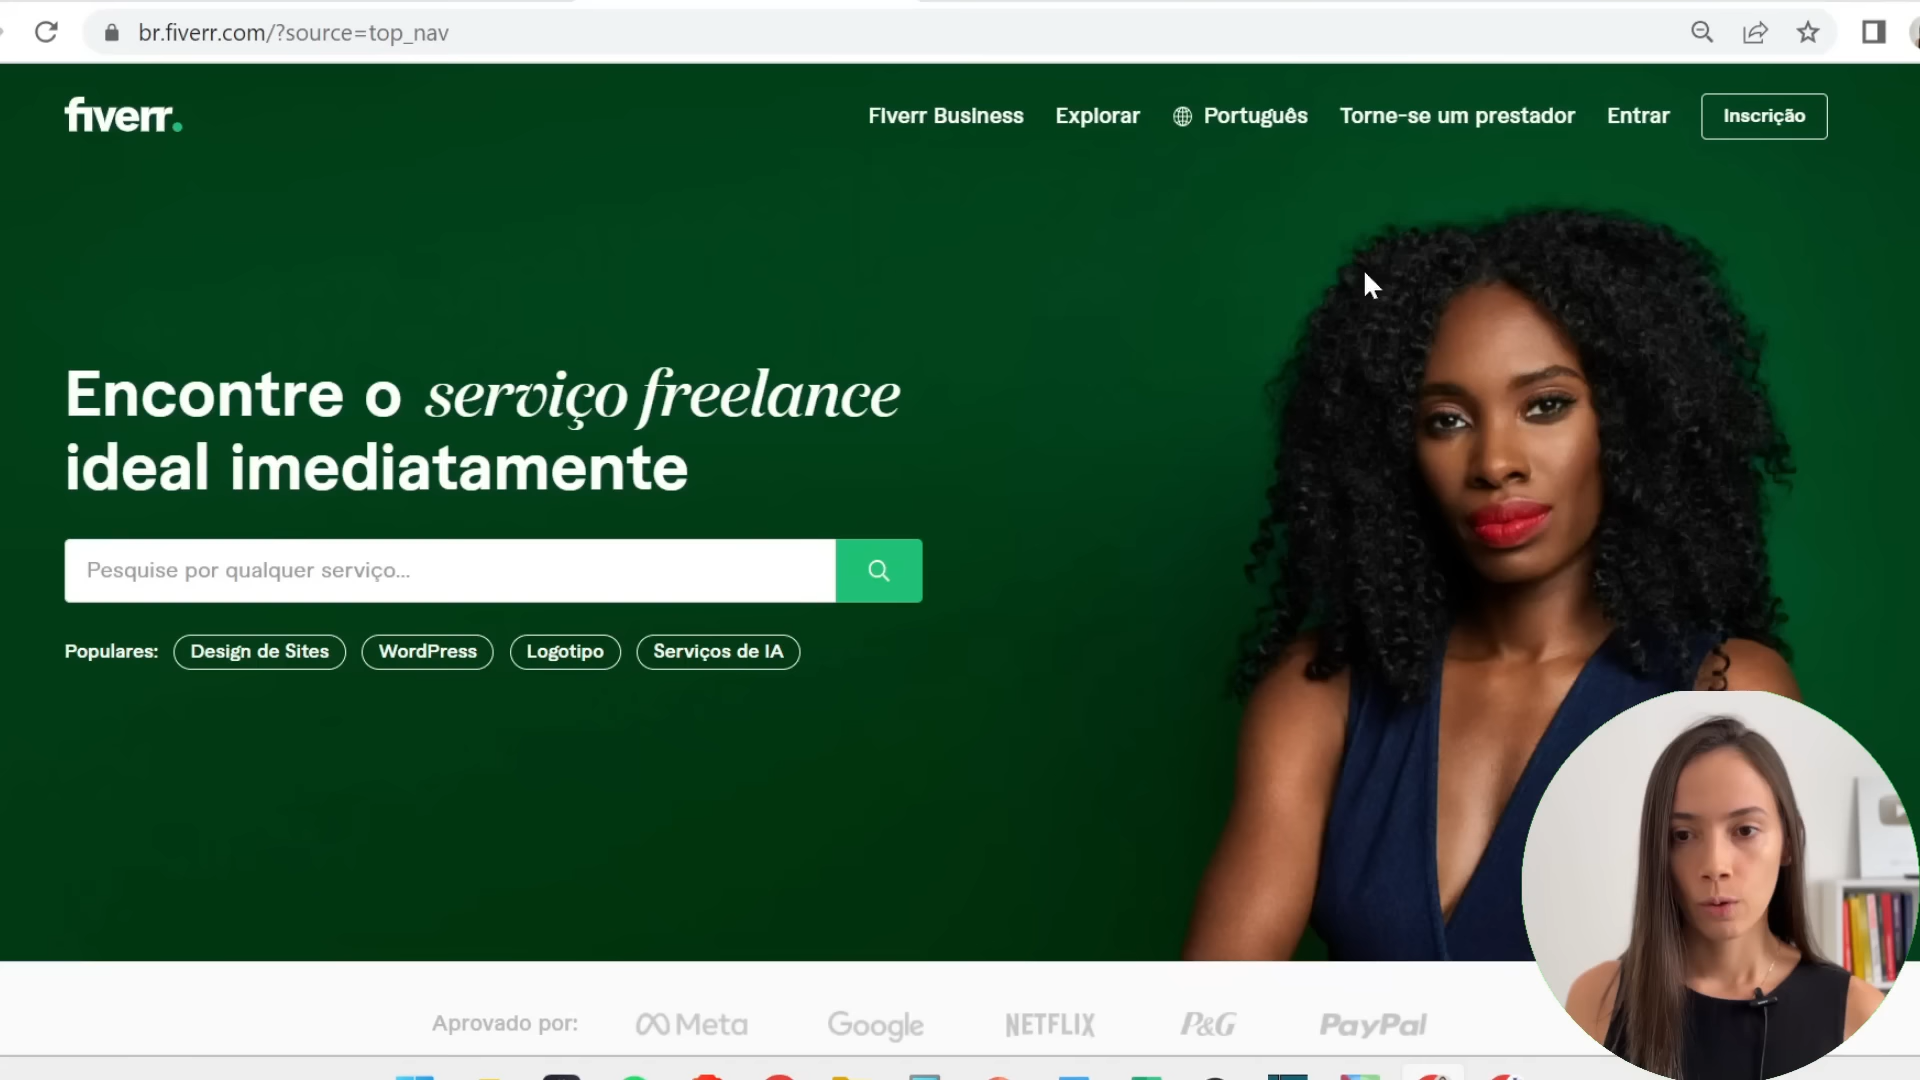 br.fiverr.com/?source=top_nav
fiverr.
Fiverr Business Explorar Português Torne-se um prestador Entrar Inscrição
Encontre o serviço freelance
ideal imediatamente
Pesquise por qualquer serviço...
Populares: Design de Sites WordPress Logotipo Serviços de IA
Aprovado por: Meta Google NETFLIX P&G PayPal